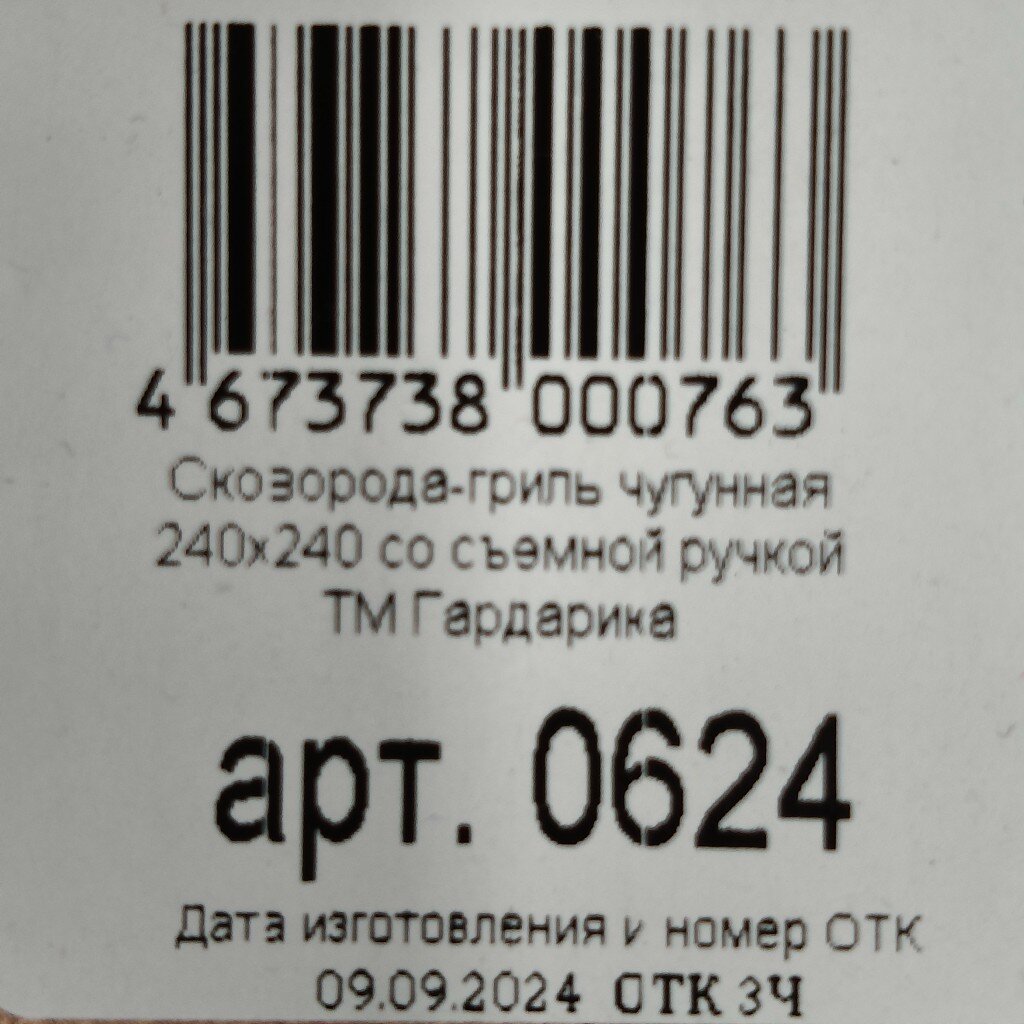 4 673738 000763
Сковорода-гриль чугунная
240х240 со съемной ручкой
ТМ Гардарика
арт. 0624
Дата изготовления и номер ОТК
09.09.2024 ОТК 3Ч